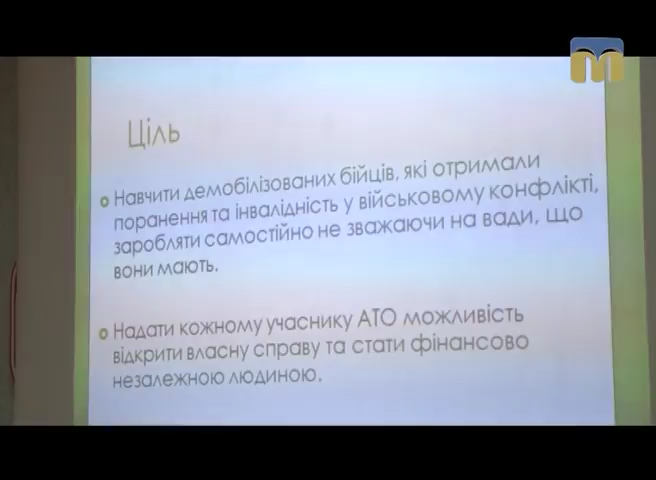 Ціль
Навчити демобілізованих бійців, які отримали
поранення та інвалідність у військовому конфлікті,
заробляти самостійно не зважаючи на вади, що
вони мають.
Надати кожному учаснику АТО можливість
відкрити власну справу та стати фінансово
незалежною людиною.